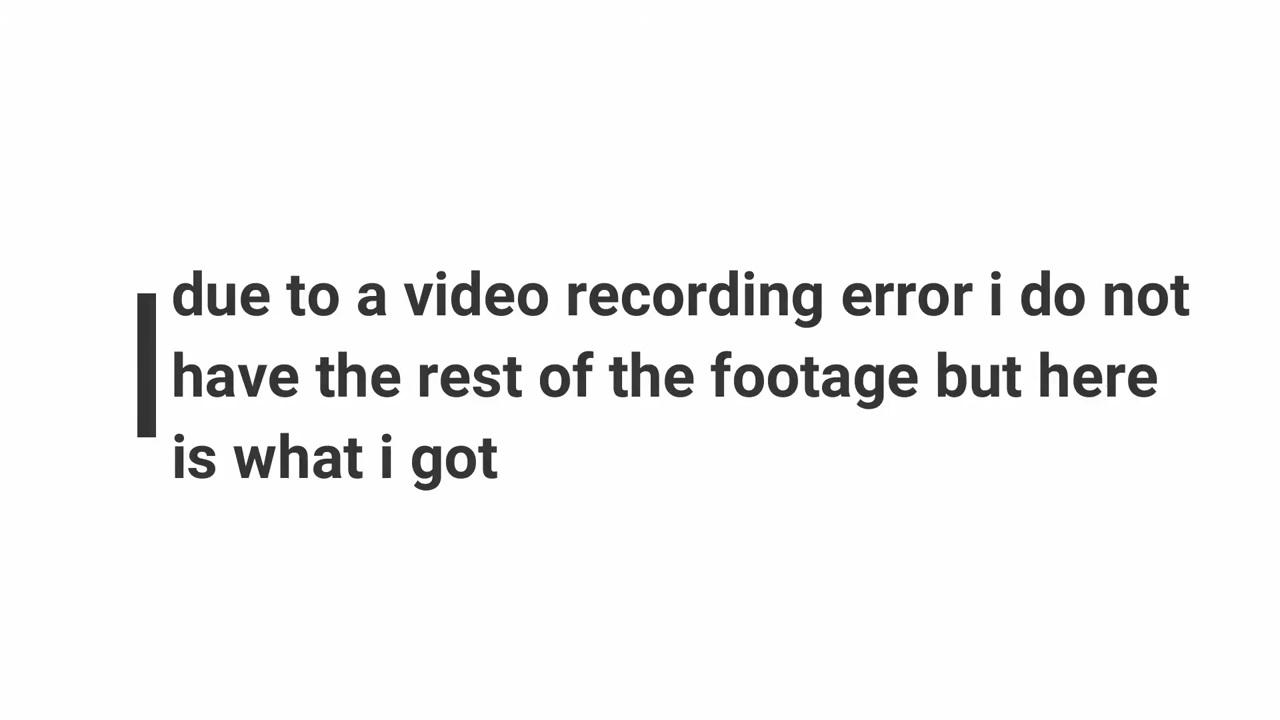 due to a video recording error i do not
have the rest of the footage but here
is what i got